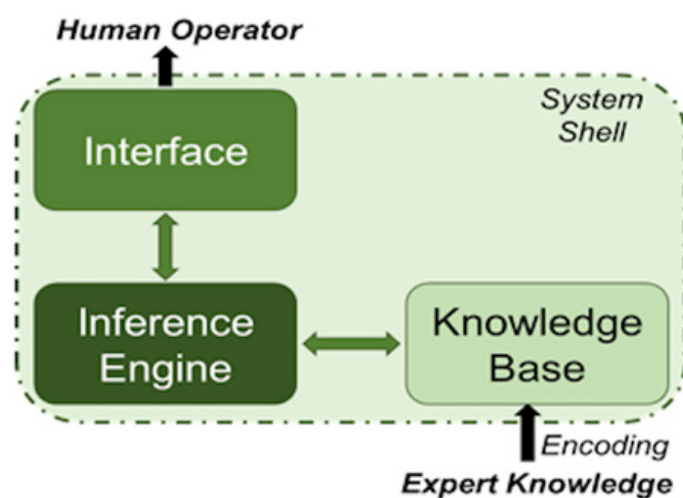 Human Operator
System
Shell
Interface
Inference
Engine
Knowledge
Base
Encoding
Expert Knowledge